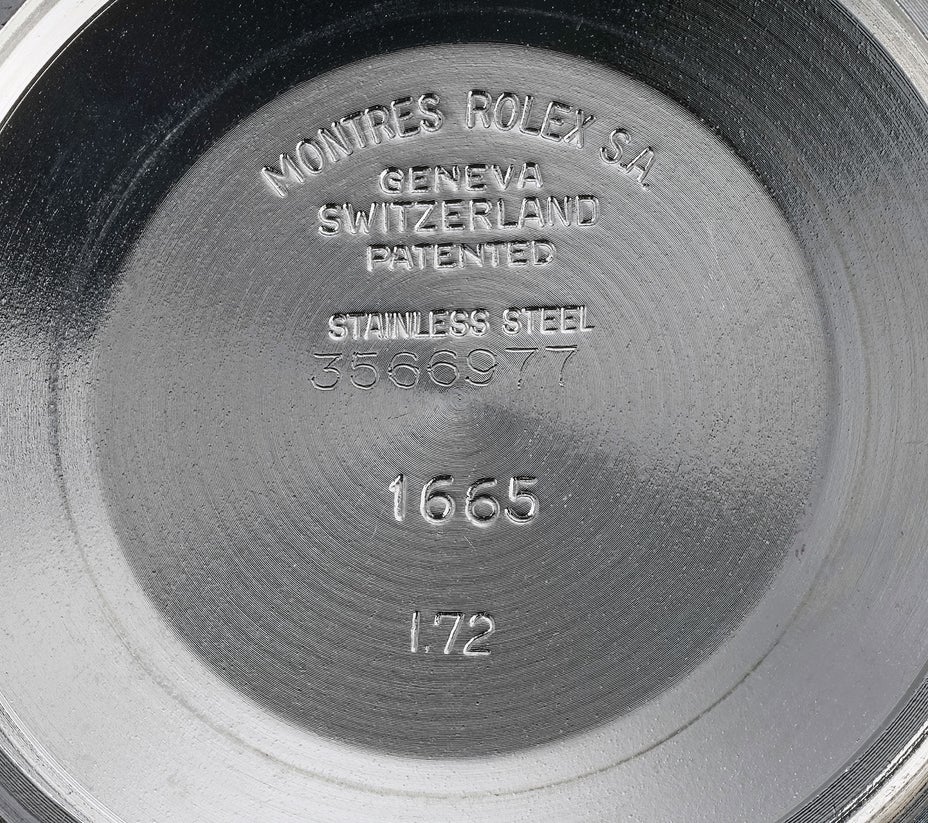 MONTRES ROLEX S.A.
GENEVA
SWITZERLAND
PATENTED
STAINLESS STEEL
3566977
1665
I.72